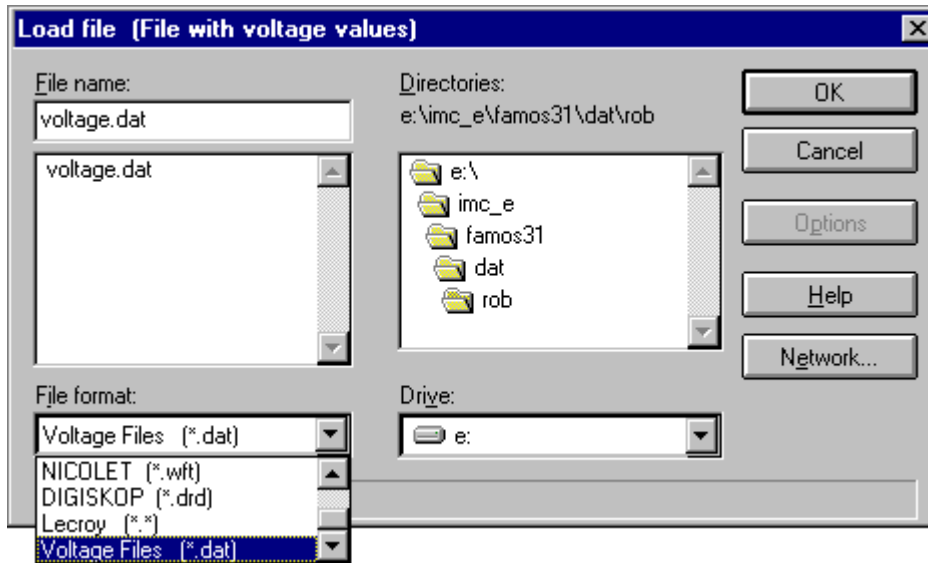 Load file (File with voltage values)
File name:
voltage.dat
voltage.dat
Directories:
e:\imc_e\famos31\dat\rob
e:\
imc_e
famos31
dat
rob
OK
Cancel
Options
Help
Network...
File format:
Voltage Files (*.dat)
NICOLET (*.wft)
DIGISKOP (*.drd)
Lecroy (*.*)
Voltage Files (*.dat)
Drive:
e: